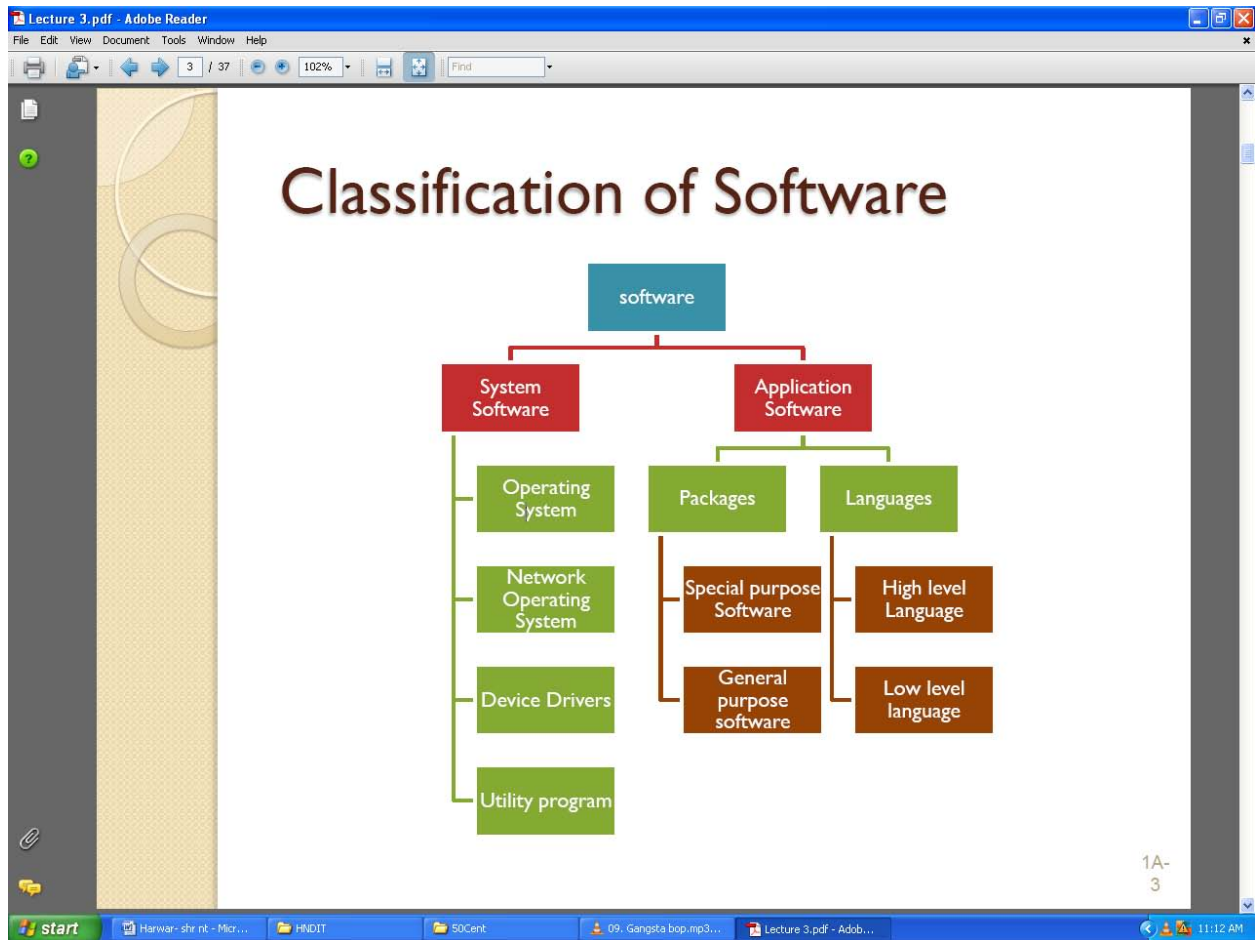 Lecture 3.pdf - Adobe Reader
File Edit View Document Tools Window Help
3 / 37 102% Find
Classification of Software
software
System
Software
Application
Software
Operating
System
Packages
Languages
Network
Operating
System
Special purpose
Software
High level
Language
Device Drivers
General
purpose
software
Low level
language
Utility program
1A-
3
start Harwar- shr nt - Micr... HNDIT 50Cent 09. Gangsta bop.mp3... Lecture 3.pdf - Adob... 11:12 AM